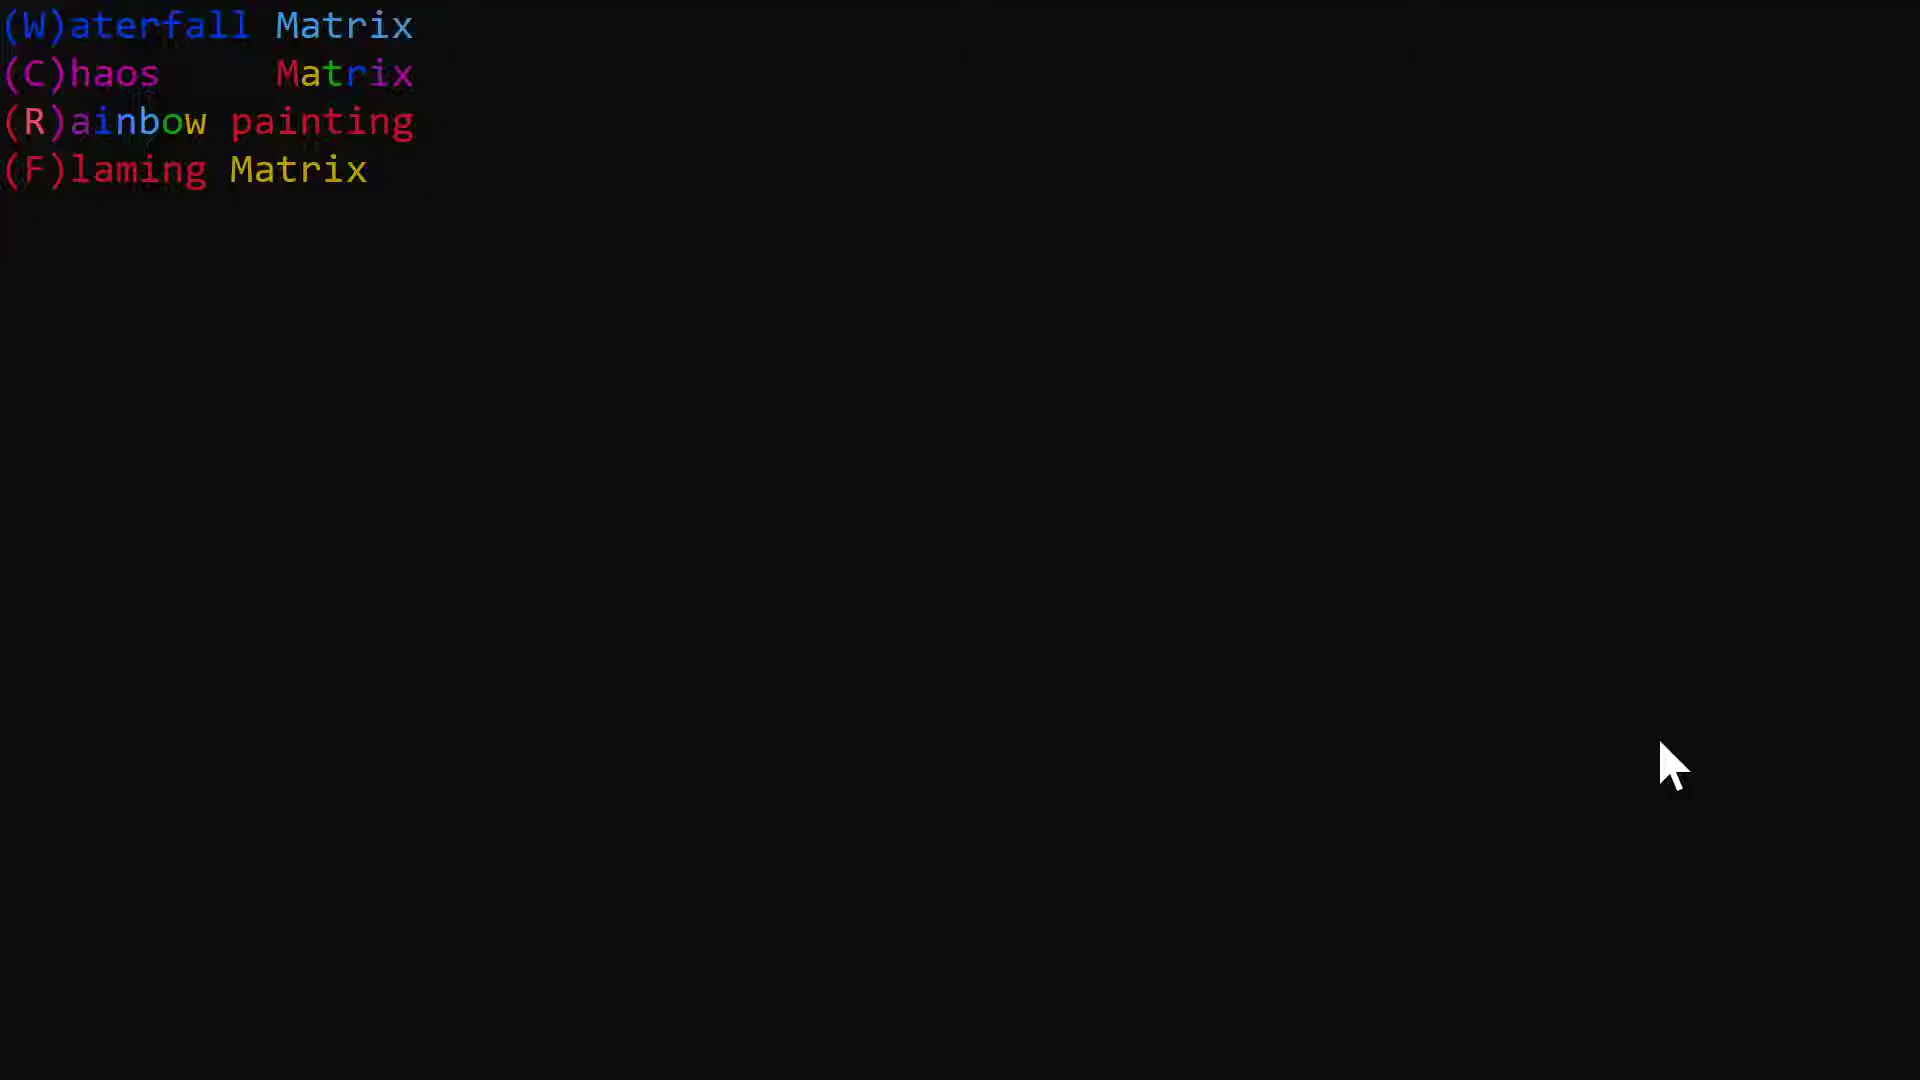 (W)aterfall Matrix
(C)haos     Matrix
(R)ainbow painting
(F)laming Matrix